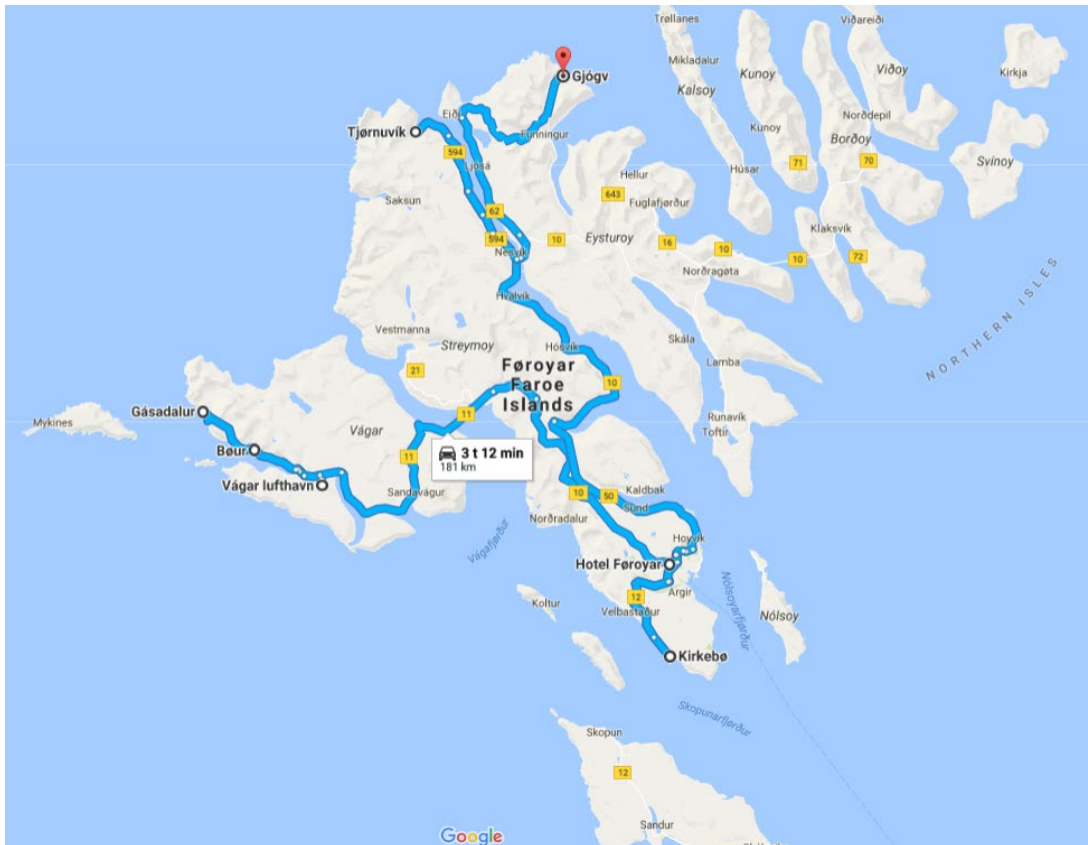 Trøllanes
Viðareiði
Mikladalur
Kunoy
Viðoy
Kirkja
Kalsoy
Gjógv
Eiði
Norðdepil
Tjørnuvík
Funningur
Kunoy
Borðoy
594
Ljósá
Húsar
71
70
Svínoy
Hellur
Saksun
643
Fuglafjørður
62
594
10
Eysturoy
16
10
Klaksvík
Nesvík
10
72
Norðragøta
Hvalvík
NORTHERN ISLES
Vestmanna
Streymoy
Hósvík
Skála
Føroyar
Faroe
Islands
Lamba
21
10
Gásadalur
11
Runavík
Toftir
Mykines
Vágar
Bøur
11
3 t 12 min
181 km
Vágar lufthavn
Sandavágur
10
50
Kaldbak
Sund
Norðradalur
Hoyvík
Vágafjørður
Hotel Føroyar
Argir
Nólsoyarfjørður
Koltur
12
Velbastaður
Nólsoy
Kirkebø
Skopunarfjørður
Skopun
12
Sandur
Google